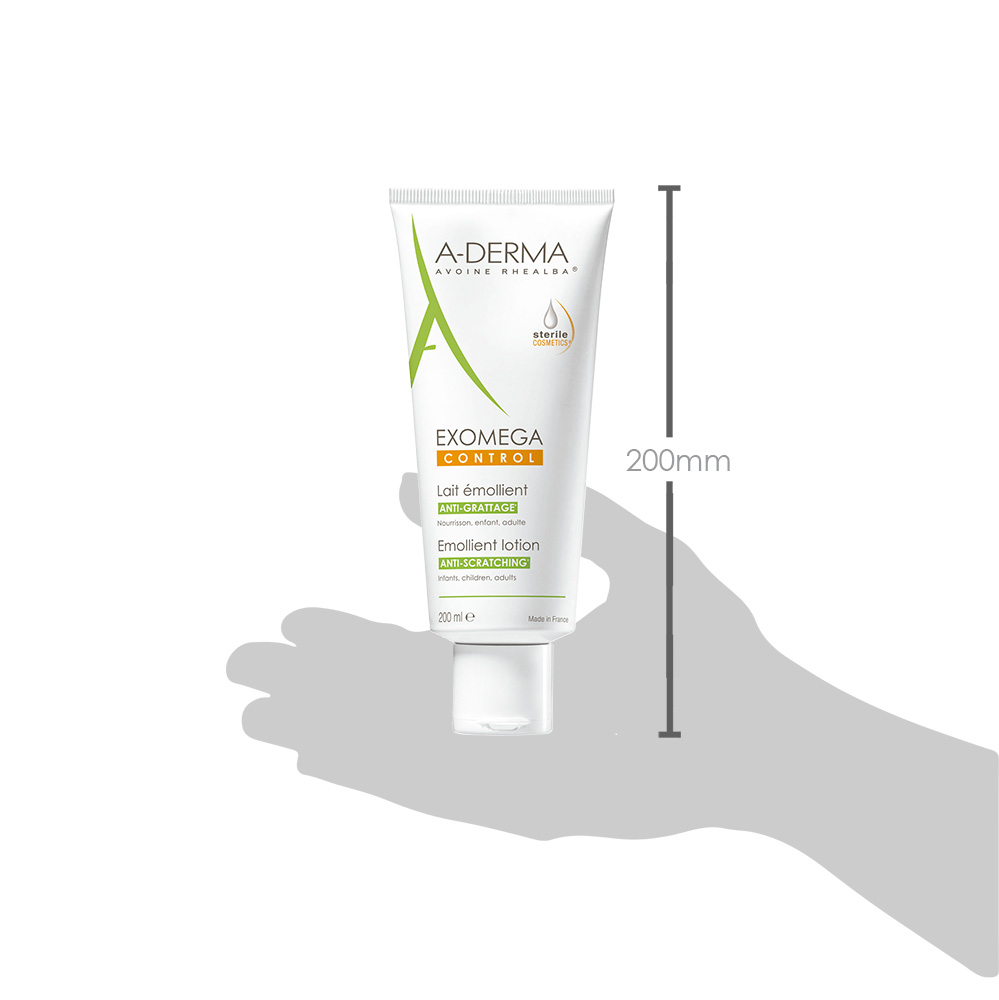 A-DERMA
AVOINE RHEALBA®
sterile
COSMETICS®
EXOMEGA
CONTROL
Lait émollient
ANTI-GRATTAGE*
Nourrisson, enfant, adulte
Emollient lotion
ANTI-SCRATCHING*
Infants, children, adults
200 ml ℮
Made in France
200mm